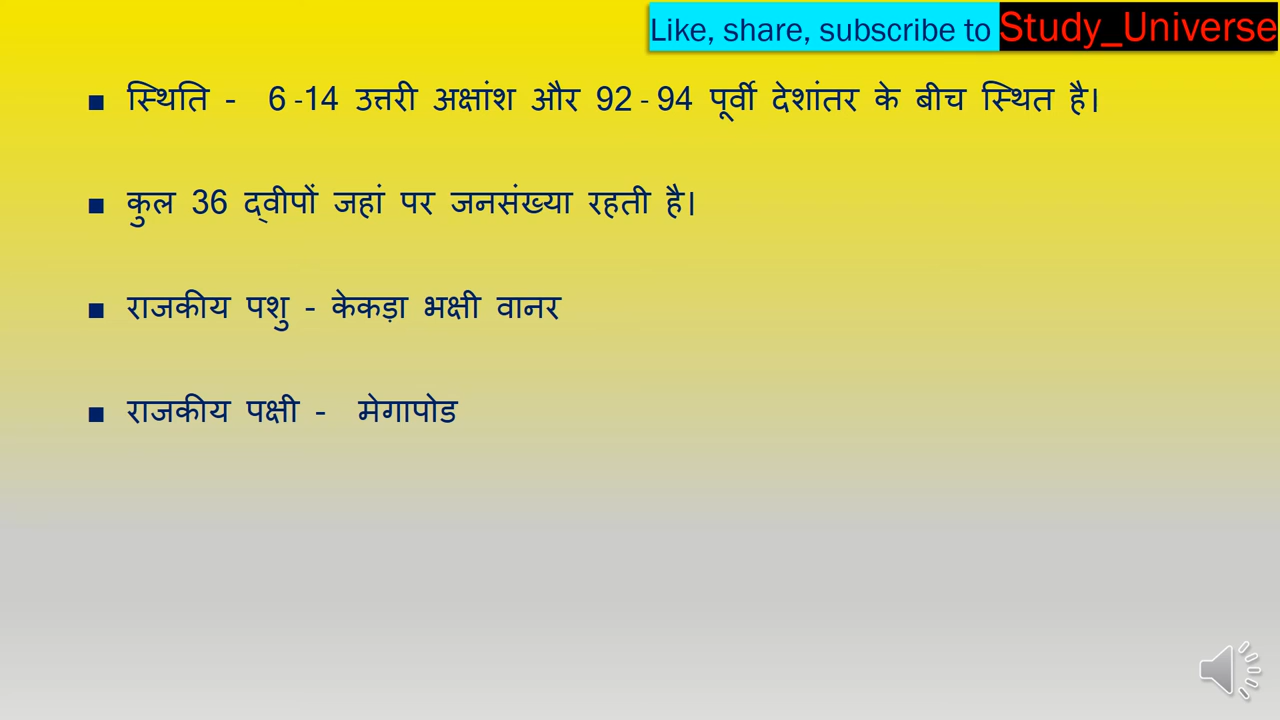 Like, share, subscribe to Study_Universe
▪ स्थिति - 6 -14 उत्तरी अक्षांश और 92 - 94 पूर्वी देशांतर के बीच स्थित है।
▪ कुल 36 द्वीपों जहां पर जनसंख्या रहती है।
▪ राजकीय पशु - केकड़ा भक्षी वानर
▪ राजकीय पक्षी - मेगापोड